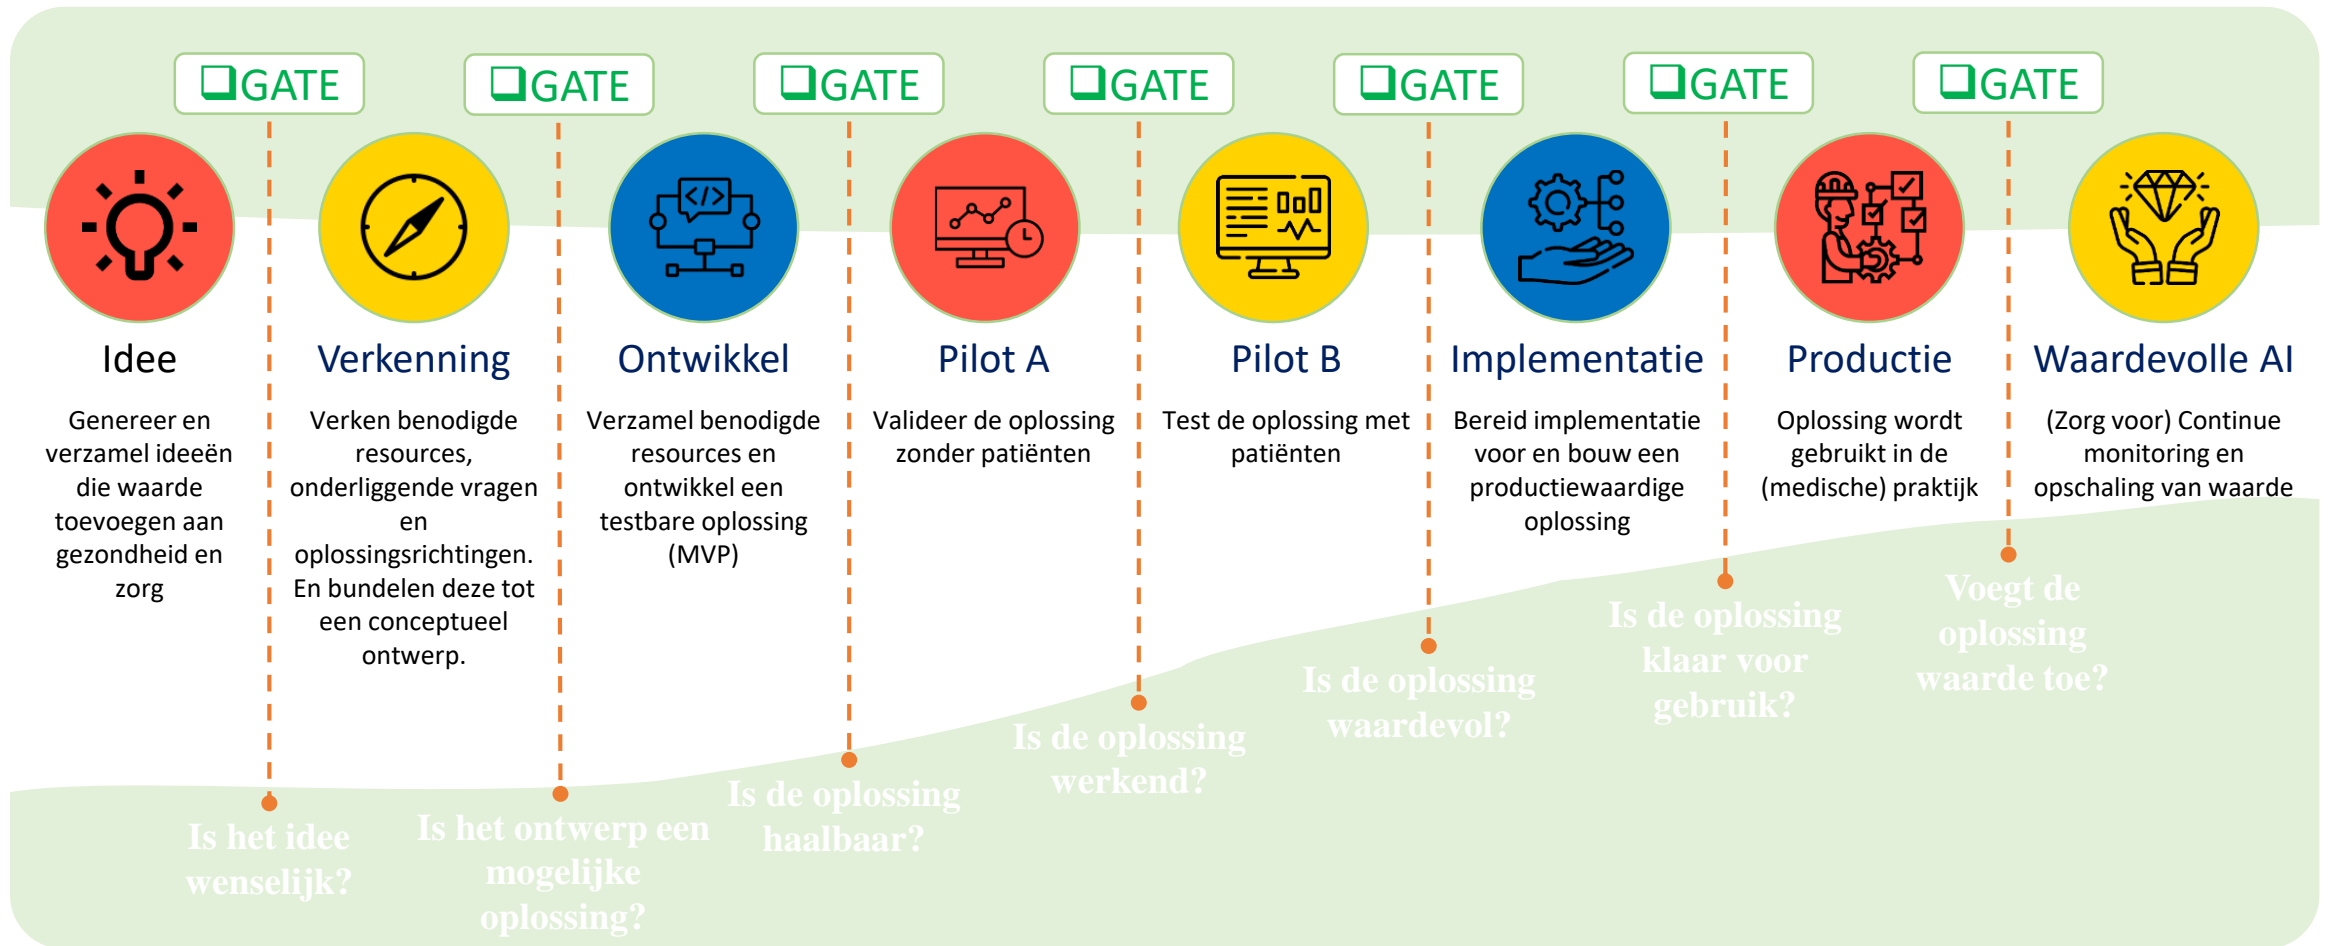 ❑GATE
❑GATE
❑GATE
❑GATE
❑GATE
❑GATE
❑GATE
Idee
Genereer en
verzamel ideeën
die waarde
toevoegen aan
gezondheid en
zorg
Verkenning
Verken benodigde
resources,
onderliggende vragen
en
oplossingsrichtingen.
En bundelen deze tot
een conceptueel
ontwerp.
Ontwikkel
Verzamel benodigde
resources en
ontwikkel een
testbare oplossing
(MVP)
Pilot A
Valideer de oplossing
zonder patiënten
Pilot B
Test de oplossing met
patiënten
Implementatie
Bereid implementatie
voor en bouw een
productiewaardige
oplossing
Productie
Oplossing wordt
gebruikt in de
(medische) praktijk
Waardevolle AI
(Zorg voor) Continue
monitoring en
opschaling van waarde
Is het idee
wenselijk?
Is het ontwerp een
mogelijke
oplossing?
Is de oplossing
haalbaar?
Is de oplossing
werkend?
Is de oplossing
waardevol?
Is de oplossing
klaar voor
gebruik?
Voegt de
oplossing
waarde toe?